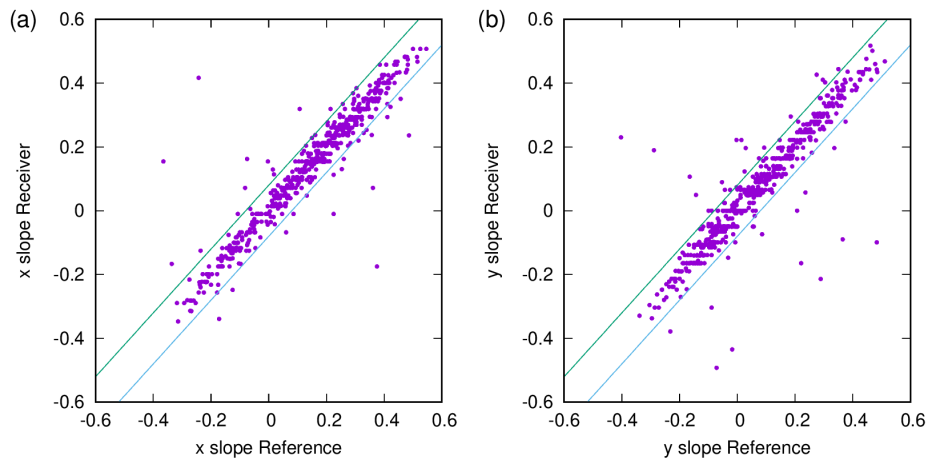 (a)
0.6
0.4
0.2
0
-0.2
-0.4
-0.6
-0.6 -0.4 -0.2 0 0.2 0.4 0.6
x slope Receiver
x slope Reference
(b)
0.6
0.4
0.2
0
-0.2
-0.4
-0.6
-0.6 -0.4 -0.2 0 0.2 0.4 0.6
y slope Receiver
y slope Reference